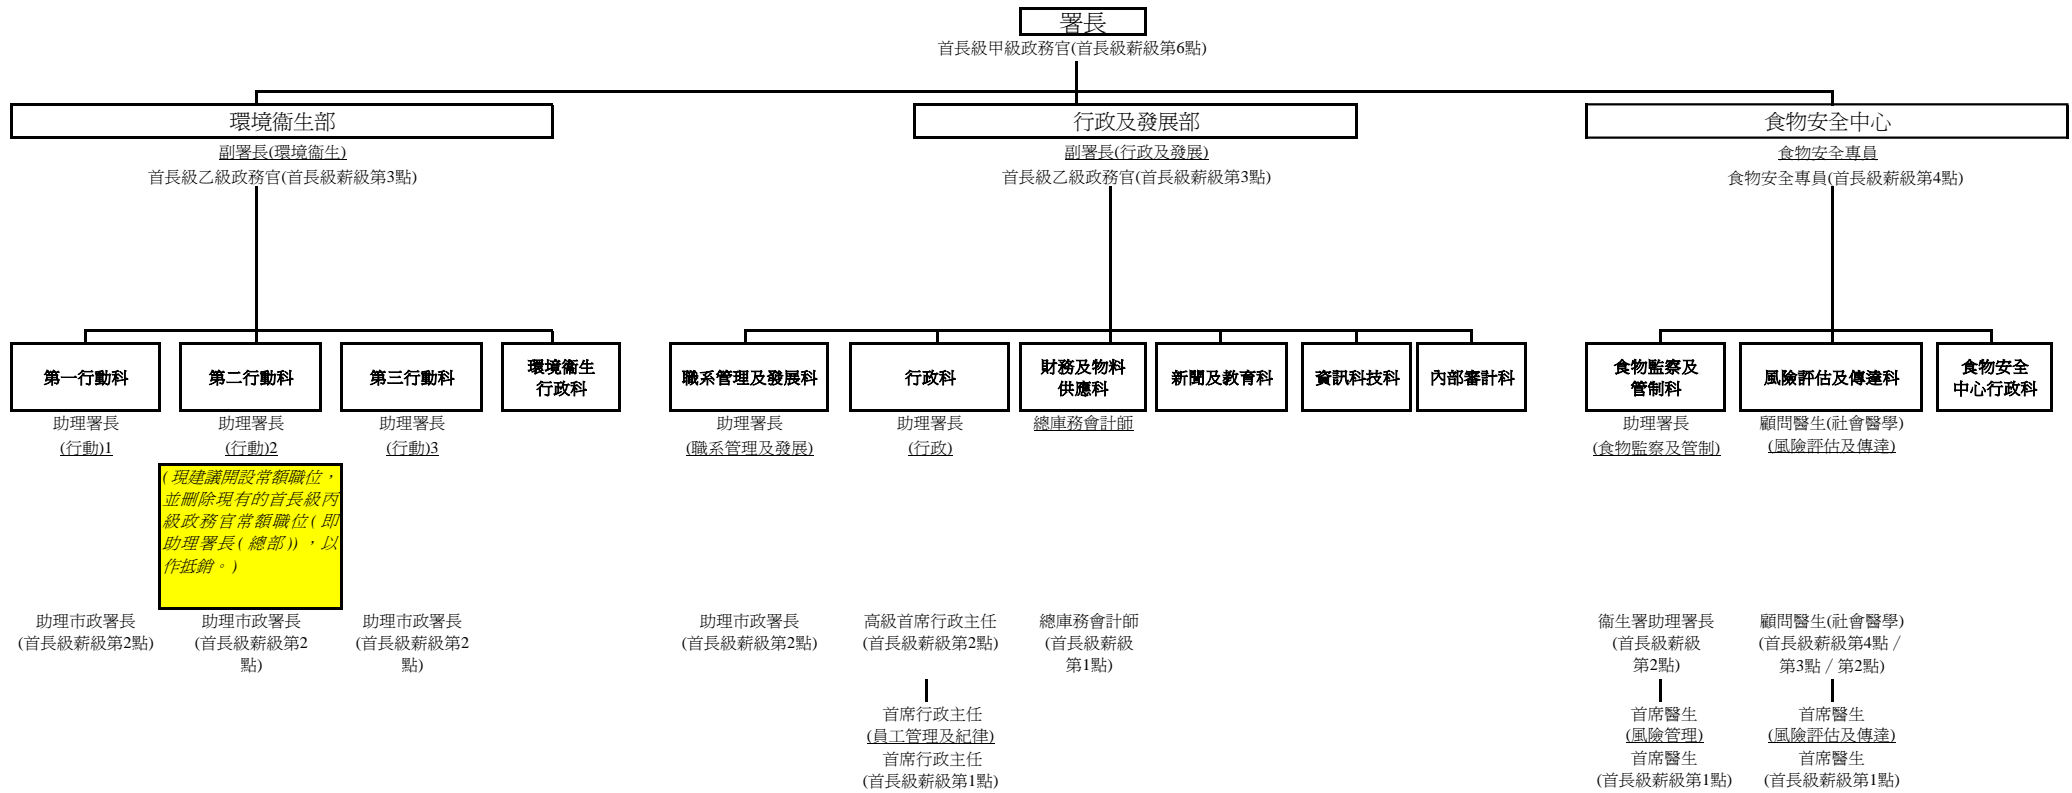 署長
首長級甲級政務官(首長級薪級第6點)
環境衞生部
副署長(環境衞生)
首長級乙級政務官(首長級薪級第3點)
行政及發展部
副署長(行政及發展)
首長級乙級政務官(首長級薪級第3點)
食物安全中心
食物安全專員
食物安全專員(首長級薪級第4點)
第一行動科
助理署長
(行動)1
助理市政署長
(首長級薪級第2點)
第二行動科
助理署長
(行動)2
(現建議開設常額職位，
並刪除現有的首長級丙
級政務官常額職位(即
助理署長(總部))，以
作抵銷。)
助理市政署長
(首長級薪級第2
點)
第三行動科
助理署長
(行動)3
助理市政署長
(首長級薪級第2
點)
環境衞生
行政科
職系管理及發展科
助理署長
(職系管理及發展)
助理市政署長
(首長級薪級第2點)
行政科
助理署長
(行政)
高級首席行政主任
(首長級薪級第2點)
首席行政主任
(員工管理及紀律)
首席行政主任
(首長級薪級第1點)
財務及物料
供應科
總庫務會計師
總庫務會計師
(首長級薪級
第1點)
新聞及教育科
資訊科技科
內部審計科
食物監察及
管制科
助理署長
(食物監察及管制)
衞生署助理署長
(首長級薪級
第2點)
首席醫生
(風險管理)
首席醫生
(首長級薪級第1點)
風險評估及傳達科
顧問醫生(社會醫學)
(風險評估及傳達)
顧問醫生(社會醫學)
(首長級薪級第4點 /
第3點 / 第2點)
首席醫生
(風險評估及傳達)
首席醫生
(首長級薪級第1點)
食物安全
中心行政科